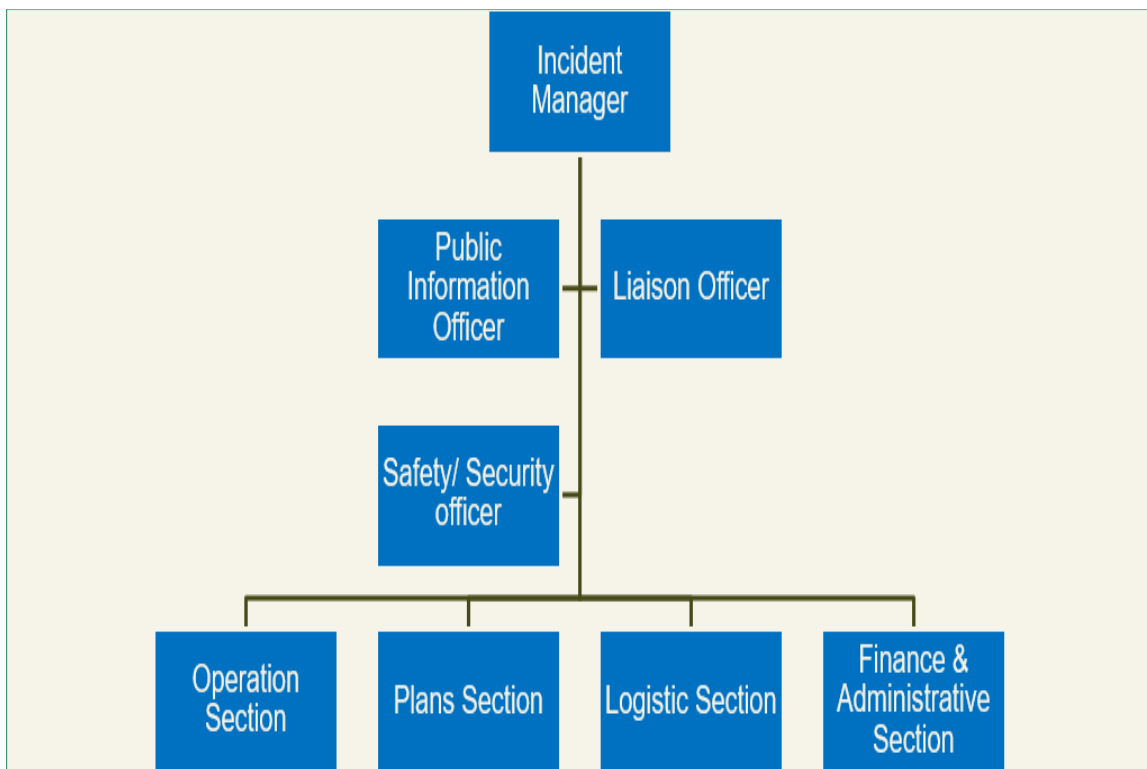 Incident
Manager
Public
Information
Officer
Liaison Officer
Safety/ Security
officer
Operation
Section
Plans Section
Logistic Section
Finance &
Administrative
Section